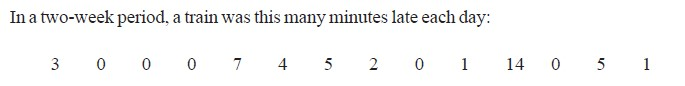 In a two-week period, a train was this many minutes late each day:
3 0 0 0 7 4 5 2 0 1 14 0 5 1